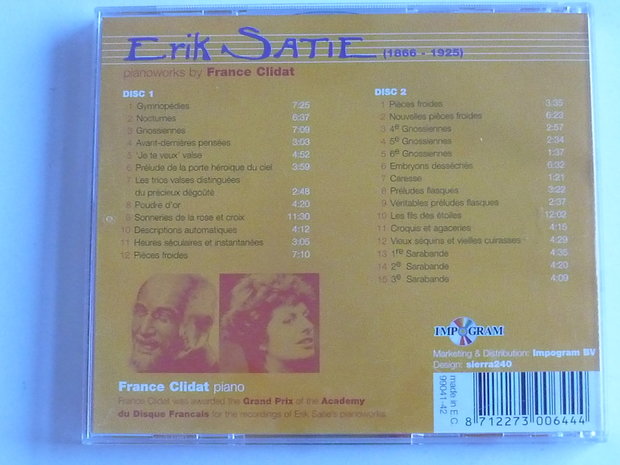 Erik SATIE (1866 - 1925)
pianoworks by France Clidat
DISC 1
1 Gymnopédies 7:25
2 Nocturnes 6:37
3 Gnossiennes 7:09
4 Avant-dernières pensées 3:03
5 'Je te veux' valse 4:52
6 Prélude de la porte héroïque du ciel 3:59
7 Les trios valses distinguées
du précieux dégoûté 2:48
8 Poudre d'or 4:20
9 Sonneries de la rose et croix 11:30
10 Descriptions automatiques 4:12
11 Heures séculaires et instantanées 3:05
12 Pièces froides 7:10
DISC 2
1 Pièces froides 3:35
2 Nouvelles pièces froides 6:23
3 4e Gnossiennes 2:57
4 5e Gnossiennes 2:34
5 6e Gnossiennes 1:37
6 Embryons desséchés 6:32
7 Caresse 1:21
8 Préludes flasques 3:22
9 Véritables préludes flasques 2:37
10 Les fils des étoiles 12:02
11 Croquis et agaceries 4:15
12 Vieux séquins et vieilles cuirasses 4:29
13 1re Sarabande 4:35
14 2e Sarabande 4:20
15 3e Sarabande 4:09
IMPOGRAM
Marketing & Distribution: Impogram BV
Design: sierra240
France Clidat piano
France Clidat was awarded the Grand Prix of the Academy
du Disque Francais for the recordings of Erik Satie's pianoworks.
made in E.C.
99041-42
8 712273 006444